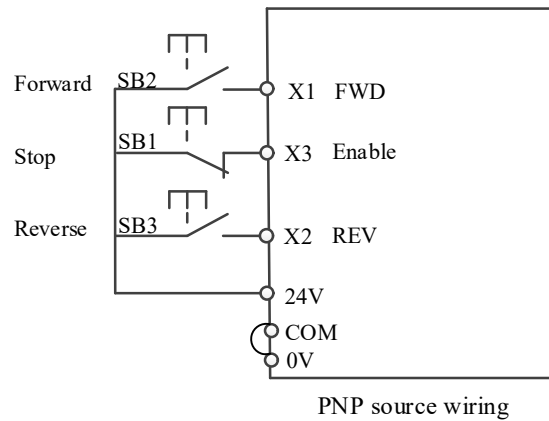 Forward SB2 X1 FWD
Stop SB1 X3 Enable
Reverse SB3 X2 REV
24V
COM
0V
PNP source wiring